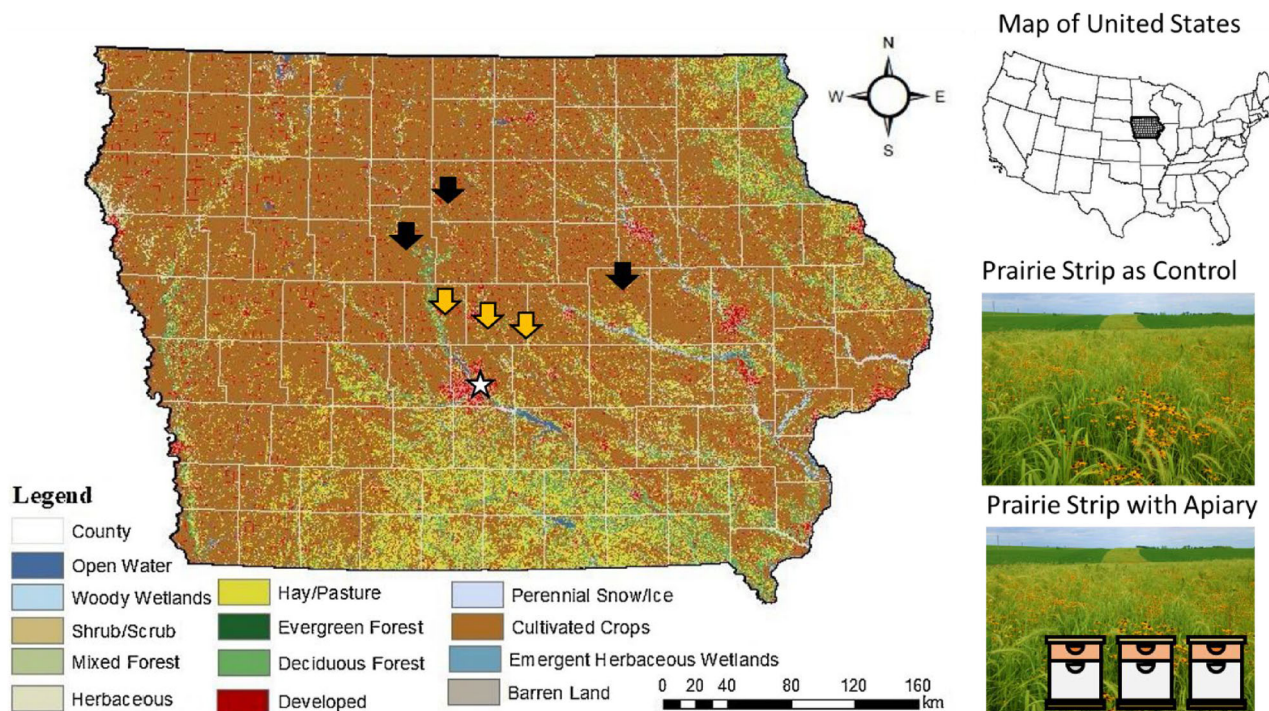 Map of United States
N
W E
S
Prairie Strip as Control
Prairie Strip with Apiary
Legend
County
Open Water
Woody Wetlands
Shrub/Scrub
Mixed Forest
Herbaceous
Hay/Pasture
Evergreen Forest
Deciduous Forest
Developed
Perennial Snow/Ice
Cultivated Crops
Emergent Herbaceous Wetlands
Barren Land
0 20 40 80 120 160
km